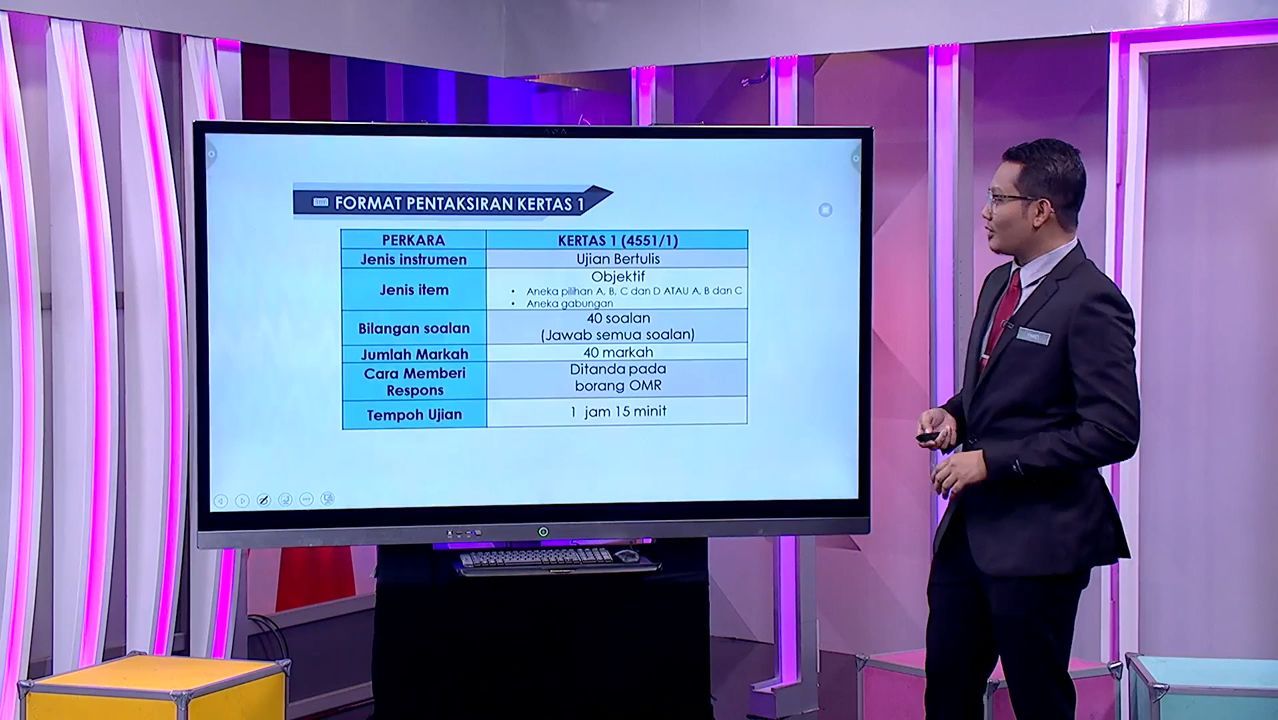 FORMAT PENTAKSIRAN KERTAS 1
PERKARA
KERTAS 1 (4551/1)
Jenis instrumen
Ujian Bertulis
Jenis item
Objektif
• Aneka pilihan A, B, C dan D ATAU A, B dan C
• Aneka gabungan
Bilangan soalan
40 soalan
(Jawab semua soalan)
Jumlah Markah
40 markah
Cara Memberi
Respons
Ditanda pada
borang OMR
Tempoh Ujian
1 jam 15 minit